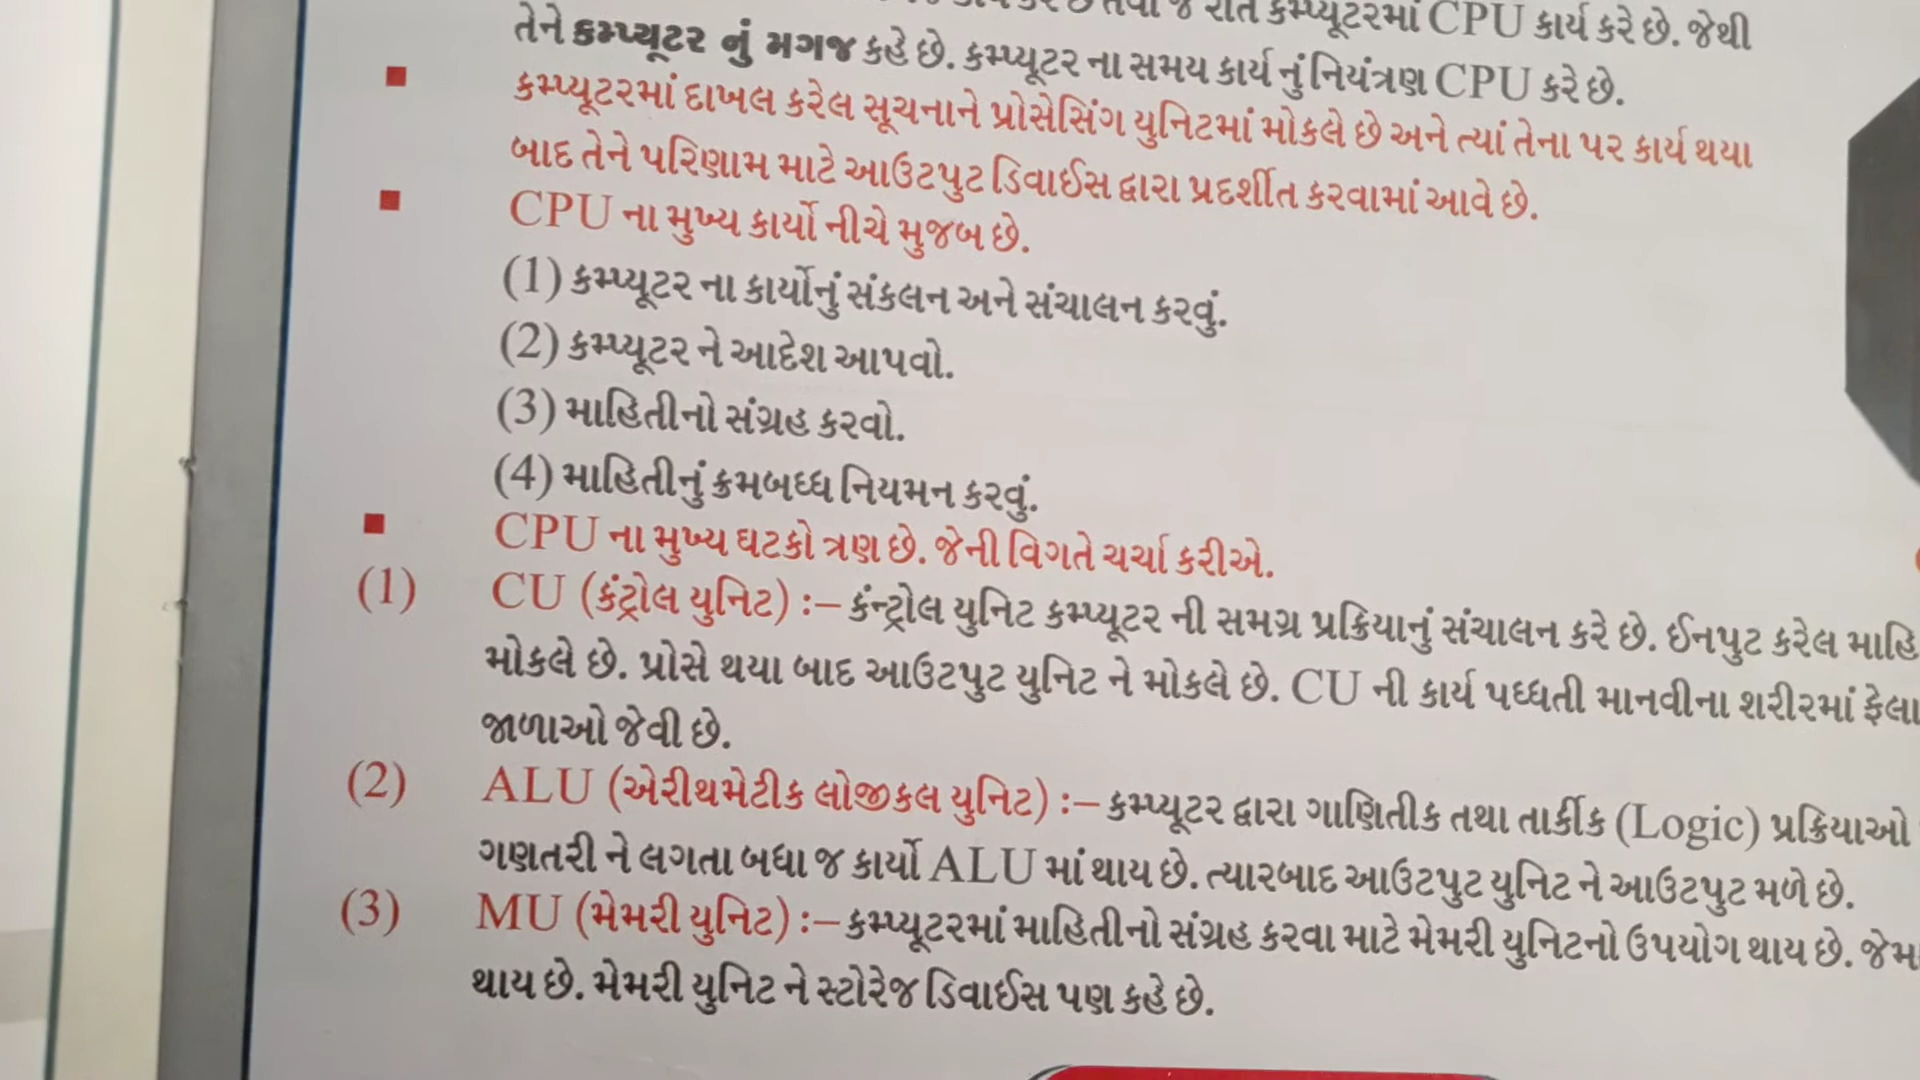 જ રીતે કમ્પ્યૂટરમાં CPU કાર્ય કરે છે. જેથી
તેને કમ્પ્યૂટર નું મગજ કહે છે. કમ્પ્યૂટર ના સમય કાર્ય નું નિયંત્રણ CPU કરે છે.
■ કમ્પ્યૂટરમાં દાખલ કરેલ સૂચનાને પ્રોસેસિંગ યુનિટમાં મોકલે છે અને ત્યાં તેના પર કાર્ય થયા
બાદ તેને પરિણામ માટે આઉટપુટ ડિવાઈસ દ્વારા પ્રદર્શીત કરવામાં આવે છે.
■ CPU ના મુખ્ય કાર્યો નીચે મુજબ છે.
(1) કમ્પ્યૂટર ના કાર્યોનું સંકલન અને સંચાલન કરવું.
(2) કમ્પ્યૂટર ને આદેશ આપવો.
(3) માહિતીનો સંગ્રહ કરવો.
(4) માહિતીનું ક્રમબધ્ધ નિયમન કરવું.
■ CPU ના મુખ્ય ઘટકો ત્રણ છે. જેની વિગતે ચર્ચા કરીએ.
(1) CU (કંટ્રોલ યુનિટ) :– કંન્ટ્રોલ યુનિટ કમ્પ્યૂટર ની સમગ્ર પ્રક્રિયાનું સંચાલન કરે છે. ઈનપુટ કરેલ માહિ
મોકલે છે. પ્રોસે થયા બાદ આઉટપુટ યુનિટ ને મોકલે છે. CU ની કાર્ય પધ્ધતી માનવીના શરીરમાં ફેલા
જાળાઓ જેવી છે.
(2) ALU (એરીથમેટીક લોજીકલ યુનિટ) :– કમ્પ્યૂટર દ્વારા ગાણિતીક તથા તાર્કીક (Logic) પ્રક્રિયાઓ
ગણતરી ને લગતા બધા જ કાર્યો ALU માં થાય છે. ત્યારબાદ આઉટપુટ યુનિટ ને આઉટપુટ મળે છે.
(3) MU (મેમરી યુનિટ) :– કમ્પ્યૂટરમાં માહિતીનો સંગ્રહ કરવા માટે મેમરી યુનિટનો ઉપયોગ થાય છે. જેમ
થાય છે. મેમરી યુનિટ ને સ્ટોરેજ ડિવાઈસ પણ કહે છે.